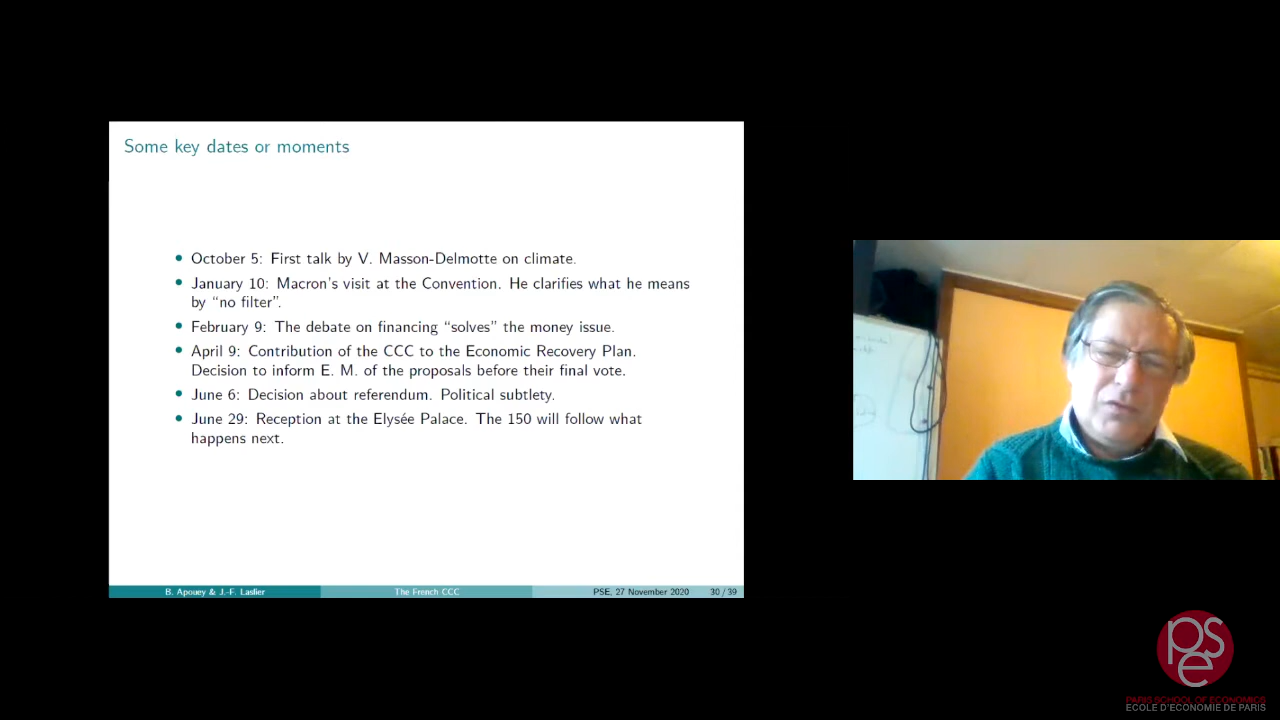 Some key dates or moments
October 5: First talk by V. Masson-Delmotte on climate.
January 10: Macron's visit at the Convention. He clarifies what he means
by "no filter".
February 9: The debate on financing "solves" the money issue.
April 9: Contribution of the CCC to the Economic Recovery Plan.
Decision to inform E. M. of the proposals before their final vote.
June 6: Decision about referendum. Political subtlety.
June 29: Reception at the Elysée Palace. The 150 will follow what
happens next.
B. Apouey & J.-F. Laslier
The French CCC
PSE, 27 November 2020
30 / 39
pse
PARIS SCHOOL OF ECONOMICS
ECOLE D'ECONOMIE DE PARIS